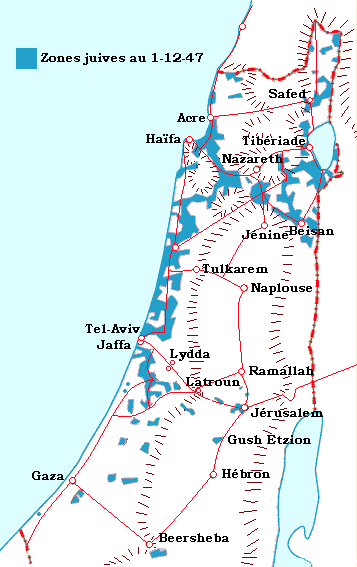 Zones juives au 1-12-47
Safed
Acre
Haïfa
Tibériade
Nazareth
Jénine
Beisan
Tulkarem
Naplouse
Tel-Aviv
Jaffa
Lydda
Ramallah
Latroun
Jérusalem
Gush Etzion
Gaza
Hébron
Beersheba